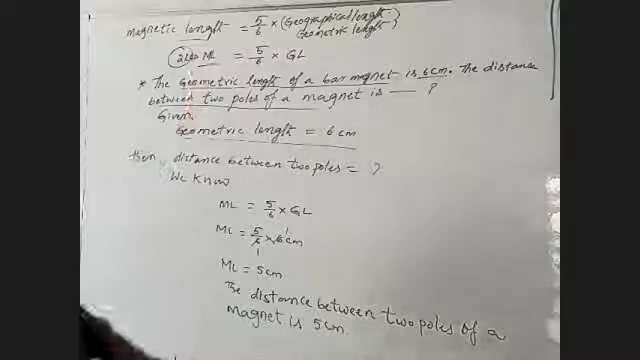 magnetic length = 5/6 × (Geographical length
Geometric length)
ML = 5/6 × GL
* The Geometric length of a bar magnet is 6cm. The distance
between two poles of a magnet is — ?
Given
Geometric length = 6 cm
then distance between two poles = ?
We Know
ML = 5/6 × GL
ML = 5/6 × 6 cm
ML = 5cm
The distance between two poles of a
magnet is 5cm.